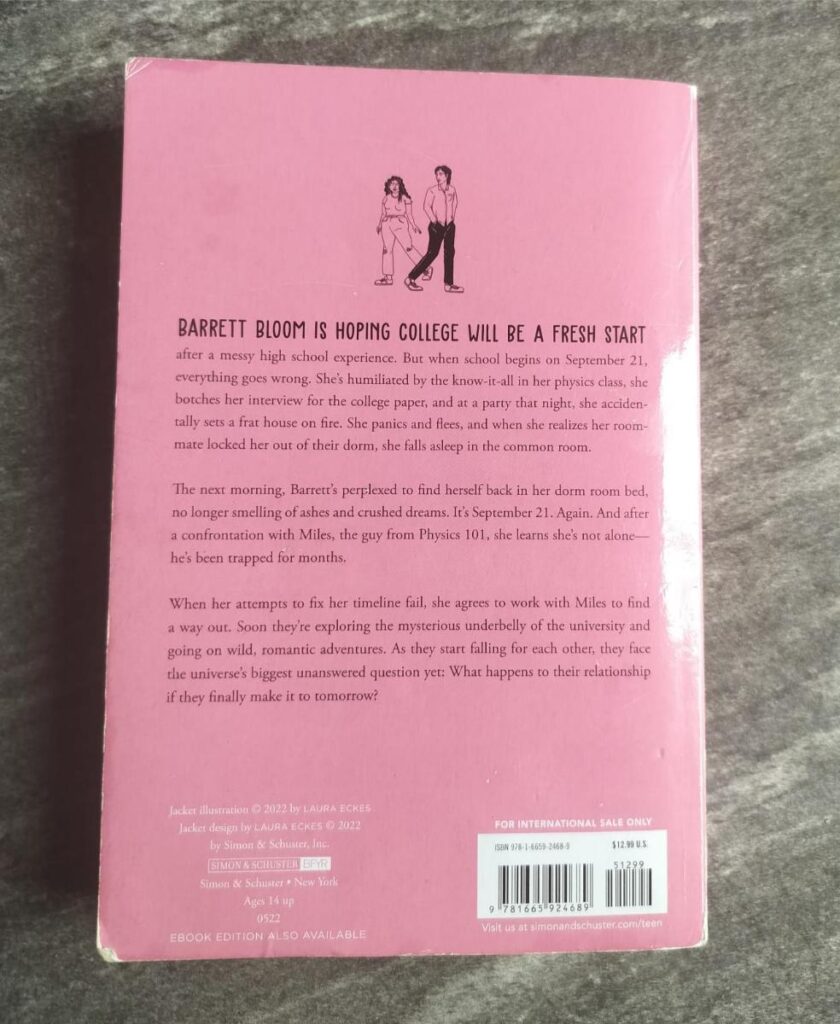 BARRETT BLOOM IS HOPING COLLEGE WILL BE A FRESH START
after a messy high school experience. But when school begins on September 21,
everything goes wrong. She's humiliated by the know-it-all in her physics class, she
botches her interview for the college paper, and at a party that night, she acciden-
tally sets a frat house on fire. She panics and flees, and when she realizes her room-
mate locked her out of their dorm, she falls asleep in the common room.
The next morning, Barrett's perplexed to find herself back in her dorm room bed,
no longer smelling of ashes and crushed dreams. It's September 21. Again. And after
a confrontation with Miles, the guy from Physics 101, she learns she's not alone—
he's been trapped for months.
When her attempts to fix her timeline fail, she agrees to work with Miles to find
a way out. Soon they're exploring the mysterious underbelly of the university and
going on wild, romantic adventures. As they start falling for each other, they face
the universe's biggest unanswered question yet: What happens to their relationship
if they finally make it to tomorrow?
Jacket illustration © 2022 by LAURA ECKES
Jacket design by LAURA ECKES © 2022
by Simon & Schuster, Inc.
SIMON & SCHUSTER BFYR
Simon & Schuster • New York
Ages 14 up
0522
EBOOK EDITION ALSO AVAILABLE
FOR INTERNATIONAL SALE ONLY
ISBN 978-1-6659-2468-9 $12.99 U.S.
51299
9 781665 924689
Visit us at simonandschuster.com/teen